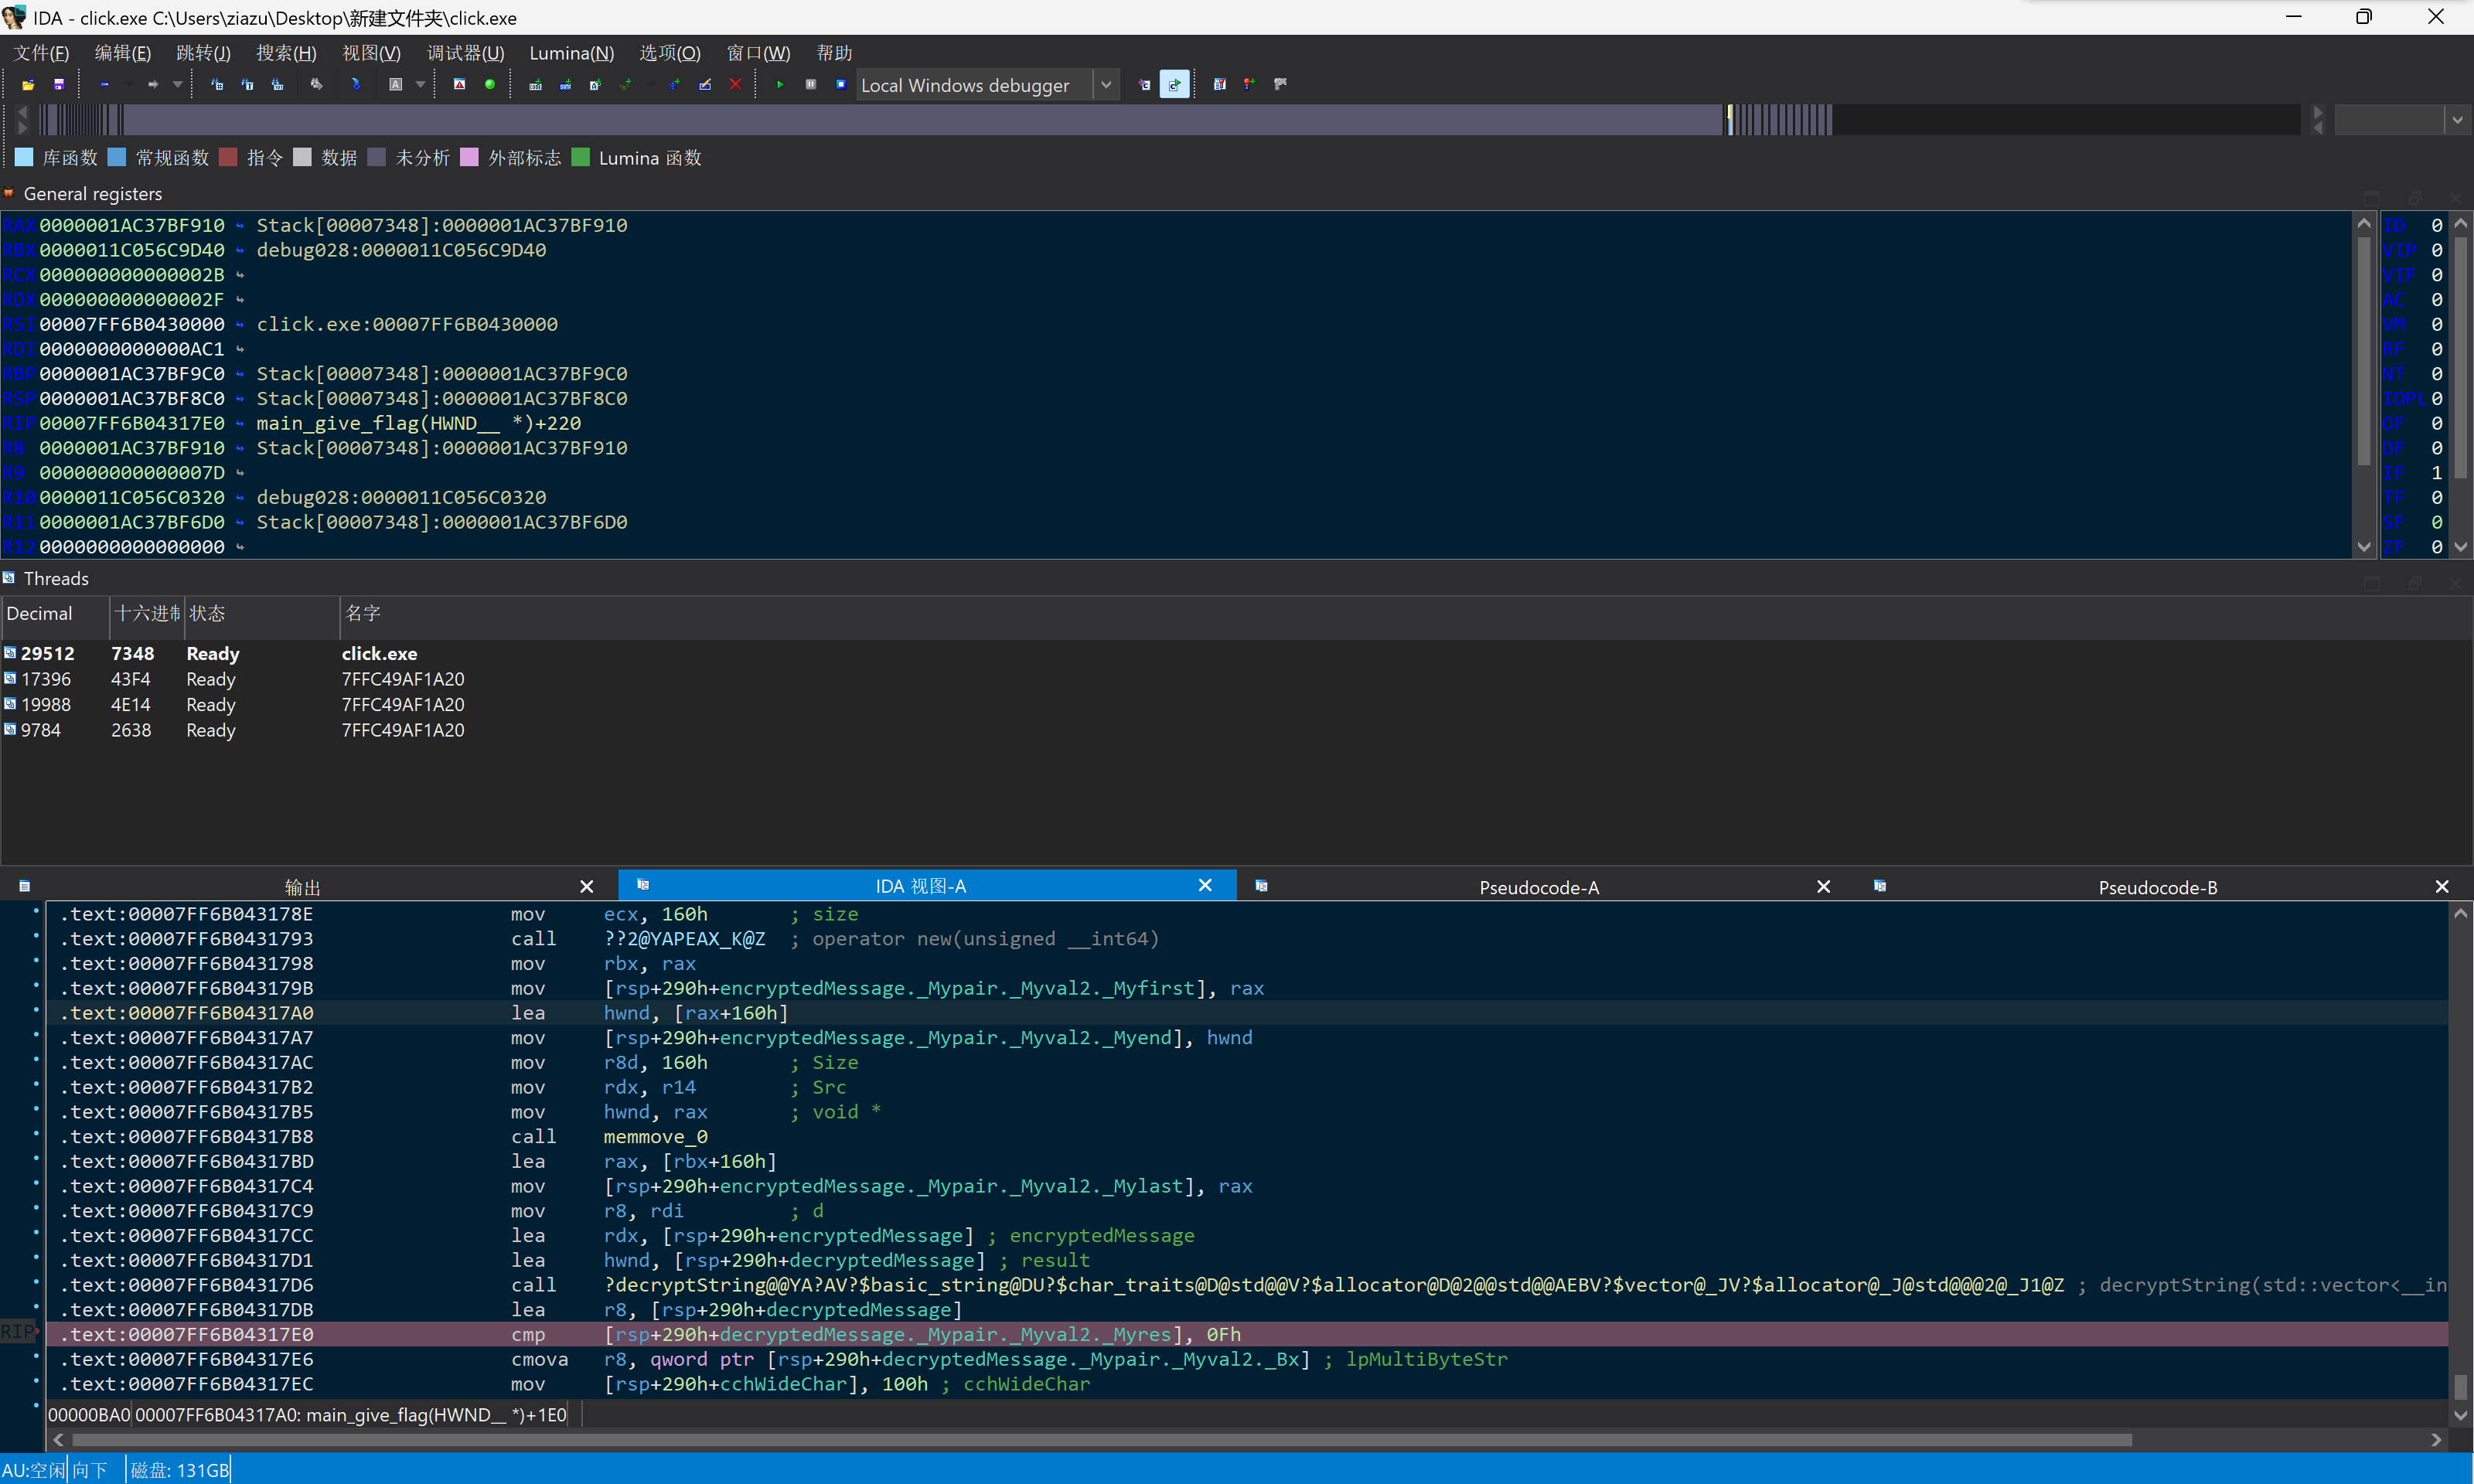 IDA - click.exe C:\Users\ziazu\Desktop\新建文件夹\click.exe
文件(F) 编辑(E) 跳转(J) 搜索(H) 视图(V) 调试器(U) Lumina(N) 选项(O) 窗口(W) 帮助
Local Windows debugger
库函数 常规函数 指令 数据 未分析 外部标志 Lumina 函数
General registers
RAX 0000001AC37BF910 Stack[00007348]:0000001AC37BF910 ID 0
RBX 0000011C056C9D40 debug028:0000011C056C9D40 VIP 0
RCX 000000000000002B VIF 0
RDX 000000000000002F AC 0
RSI 00007FF6B0430000 click.exe:00007FF6B0430000 VM 0
RDI 0000000000000AC1 RF 0
RBP 0000001AC37BF9C0 Stack[00007348]:0000001AC37BF9C0 NT 0
RSP 0000001AC37BF8C0 Stack[00007348]:0000001AC37BF8C0 IOPL 0
RIP 00007FF6B04317E0 main_give_flag(HWND__ *)+220 OF 0
R8 0000001AC37BF910 Stack[00007348]:0000001AC37BF910 DF 0
R9 000000000000007D IF 1
R10 0000011C056C0320 debug028:0000011C056C0320 TF 0
R11 0000001AC37BF6D0 Stack[00007348]:0000001AC37BF6D0 SF 0
R12 0000000000000000 ZF 0
Threads
Decimal 十六进制 状态 名字
29512 7348 Ready click.exe
17396 43F4 Ready 7FFC49AF1A20
19988 4E14 Ready 7FFC49AF1A20
9784 2638 Ready 7FFC49AF1A20
输出 IDA 视图-A Pseudocode-A Pseudocode-B
.text:00007FF6B043178E mov ecx, 160h ; size
.text:00007FF6B0431793 call ??2@YAPEAX_K@Z ; operator new(unsigned __int64)
.text:00007FF6B0431798 mov rbx, rax
.text:00007FF6B043179B mov [rsp+290h+encryptedMessage._Mypair._Myval2._Myfirst], rax
.text:00007FF6B04317A0 lea hwnd, [rax+160h]
.text:00007FF6B04317A7 mov [rsp+290h+encryptedMessage._Mypair._Myval2._Myend], hwnd
.text:00007FF6B04317AC mov r8d, 160h ; Size
.text:00007FF6B04317B2 mov rdx, r14 ; Src
.text:00007FF6B04317B5 mov hwnd, rax ; void *
.text:00007FF6B04317B8 call memmove_0
.text:00007FF6B04317BD lea rax, [rbx+160h]
.text:00007FF6B04317C4 mov [rsp+290h+encryptedMessage._Mypair._Myval2._Mylast], rax
.text:00007FF6B04317C9 mov r8, rdi ; d
.text:00007FF6B04317CC lea rdx, [rsp+290h+encryptedMessage] ; encryptedMessage
.text:00007FF6B04317D1 lea hwnd, [rsp+290h+decryptedMessage] ; result
.text:00007FF6B04317D6 call ?decryptString@@YA?AV?$basic_string@DU?$char_traits@D@std@@V?$allocator@D@2@@std@@AEBV?$vector@_JV?$allocator@_J@std@@@2@_J1@Z ; decryptString(std::vector<__in
.text:00007FF6B04317DB lea r8, [rsp+290h+decryptedMessage]
RIP .text:00007FF6B04317E0 cmp [rsp+290h+decryptedMessage._Mypair._Myval2._Myres], 0Fh
.text:00007FF6B04317E6 cmova r8, qword ptr [rsp+290h+decryptedMessage._Mypair._Myval2._Bx] ; lpMultiByteStr
.text:00007FF6B04317EC mov [rsp+290h+cchWideChar], 100h ; cchWideChar
00000BA0 00007FF6B04317A0: main_give_flag(HWND__ *)+1E0
AU:空闲 向下 磁盘: 131GB